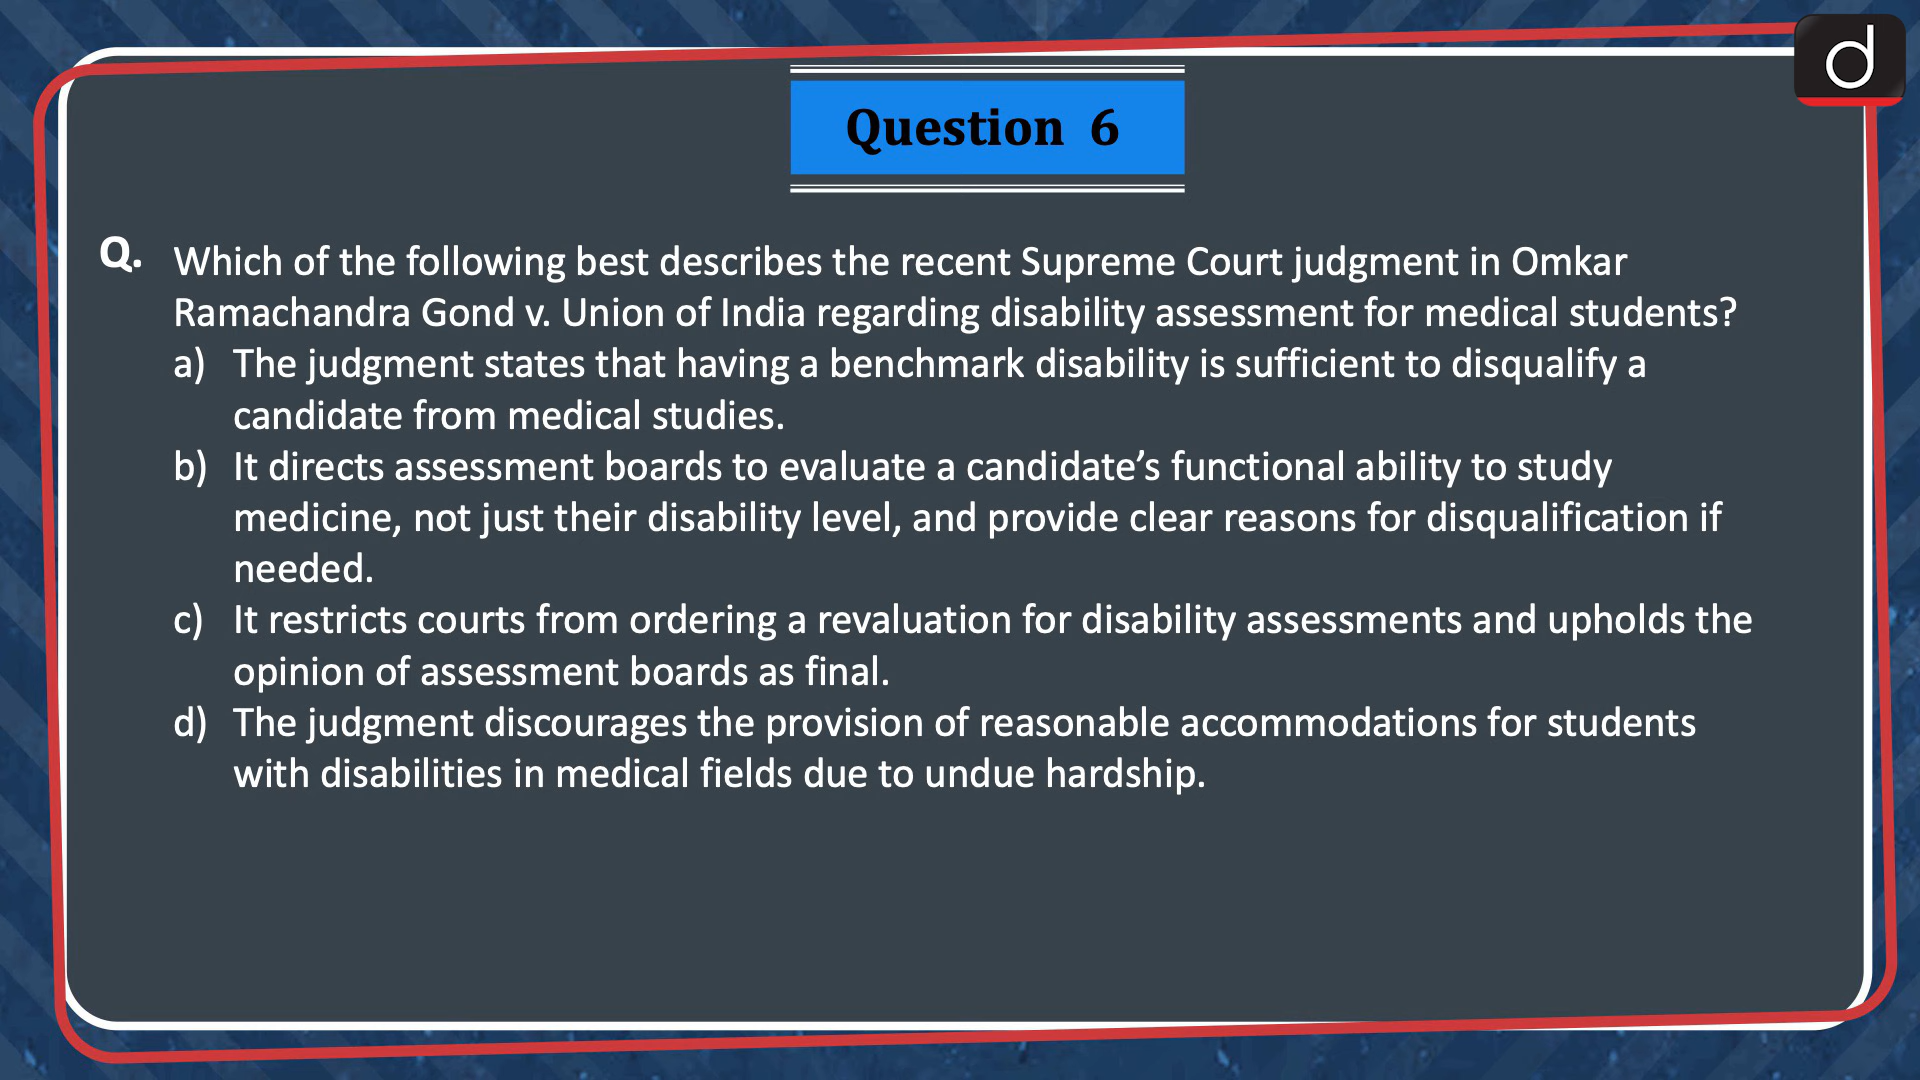 d
Question 6
Q. Which of the following best describes the recent Supreme Court judgment in Omkar
Ramachandra Gond v. Union of India regarding disability assessment for medical students?
a) The judgment states that having a benchmark disability is sufficient to disqualify a
candidate from medical studies.
b) It directs assessment boards to evaluate a candidate’s functional ability to study
medicine, not just their disability level, and provide clear reasons for disqualification if
needed.
c) It restricts courts from ordering a revaluation for disability assessments and upholds the
opinion of assessment boards as final.
d) The judgment discourages the provision of reasonable accommodations for students
with disabilities in medical fields due to undue hardship.